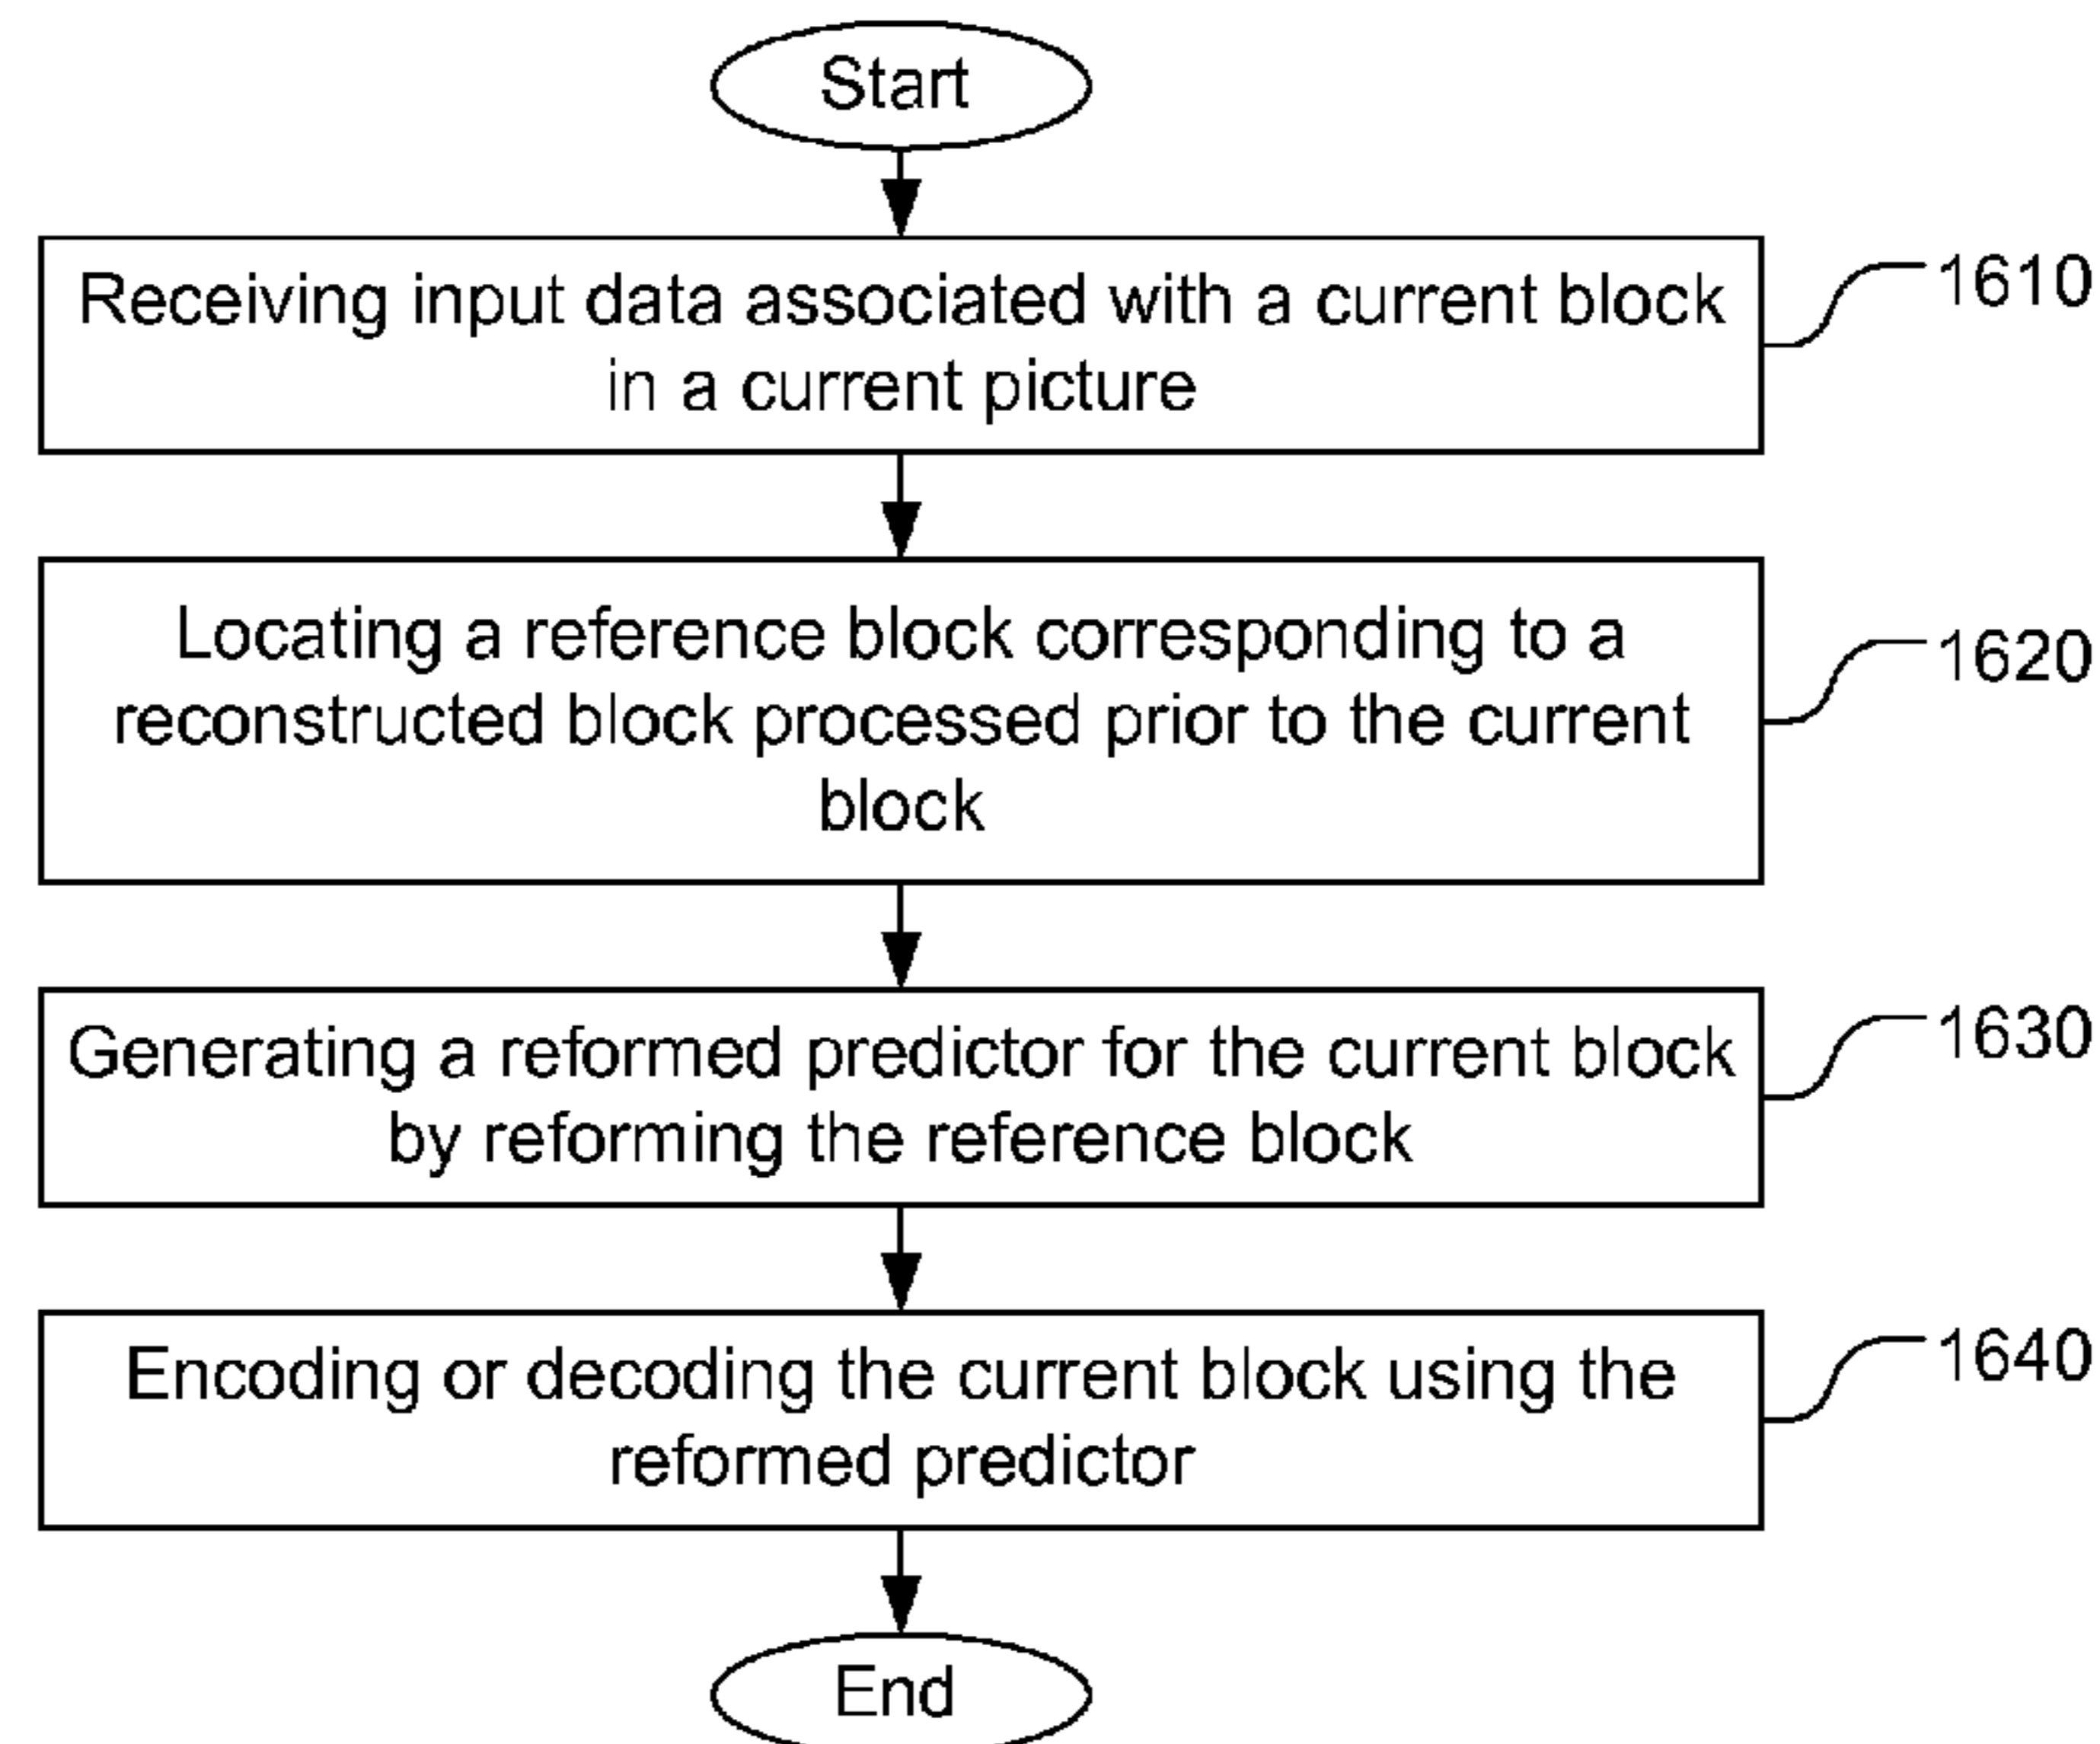 Start
Receiving input data associated with a current block
in a current picture
1610
Locating a reference block corresponding to a
reconstructed block processed prior to the current
block
1620
Generating a reformed predictor for the current block
by reforming the reference block
1630
Encoding or decoding the current block using the
reformed predictor
1640
End